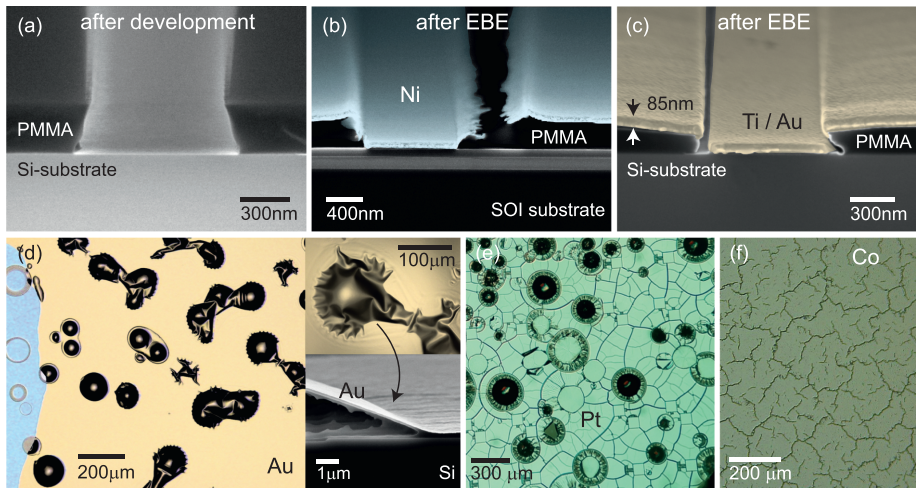 (a) after development
PMMA
Si-substrate
300nm
(b) after EBE
Ni
PMMA
400nm
SOI substrate
(c) after EBE
85nm
Ti / Au
PMMA
Si-substrate
300nm
(d)
200μm
Au
100μm
Au
1μm
Si
(e)
Pt
300 μm
(f)
Co
200 μm